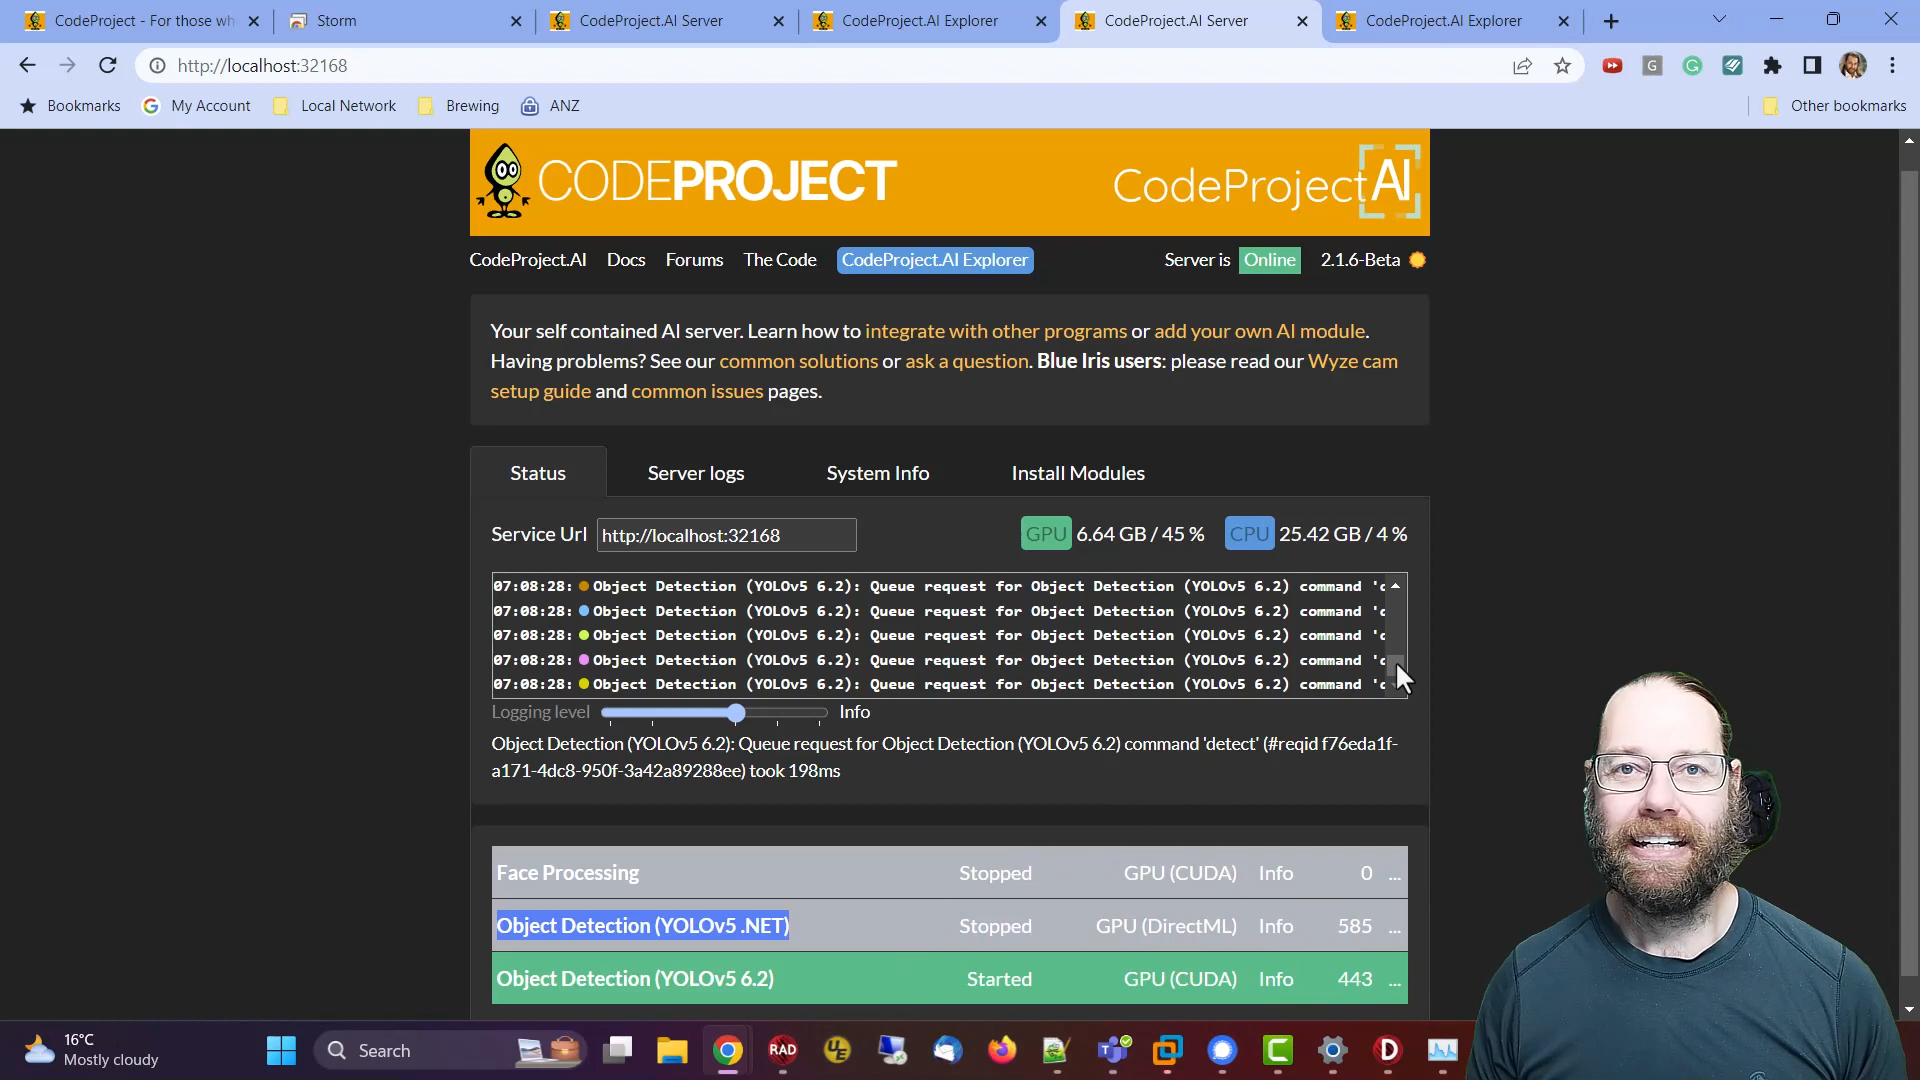 CodeProject - For those wh
Storm
CodeProject.AI Server
CodeProject.AI Explorer
CodeProject.AI Server
CodeProject.AI Explorer
http://localhost:32168
Bookmarks
My Account
Local Network
Brewing
ANZ
Other bookmarks
CODEPROJECT
CodeProject AI
CodeProject.AI
Docs
Forums
The Code
CodeProject.AI Explorer
Server is Online
2.1.6-Beta
Your self contained AI server. Learn how to integrate with other programs or add your own AI module.
Having problems? See our common solutions or ask a question. Blue Iris users: please read our Wyze cam
setup guide and common issues pages.
Status
Server logs
System Info
Install Modules
Service Url http://localhost:32168
GPU 6.64 GB / 45 %
CPU 25.42 GB / 4 %
07:08:28: Object Detection (YOLOv5 6.2): Queue request for Object Detection (YOLOv5 6.2) command 'd
07:08:28: Object Detection (YOLOv5 6.2): Queue request for Object Detection (YOLOv5 6.2) command 'd
07:08:28: Object Detection (YOLOv5 6.2): Queue request for Object Detection (YOLOv5 6.2) command 'd
07:08:28: Object Detection (YOLOv5 6.2): Queue request for Object Detection (YOLOv5 6.2) command 'd
07:08:28: Object Detection (YOLOv5 6.2): Queue request for Object Detection (YOLOv5 6.2) command 'd
Logging level
Info
Object Detection (YOLOv5 6.2): Queue request for Object Detection (YOLOv5 6.2) command 'detect' (#reqid f76eda1f-
a171-4dc8-950f-3a42a89288ee) took 198ms
Face Processing Stopped GPU (CUDA) Info 0 ...
Object Detection (YOLOv5 .NET) Stopped GPU (DirectML) Info 585 ...
Object Detection (YOLOv5 6.2) Started GPU (CUDA) Info 443 ...
16°C
Mostly cloudy
Search
RAD
UE